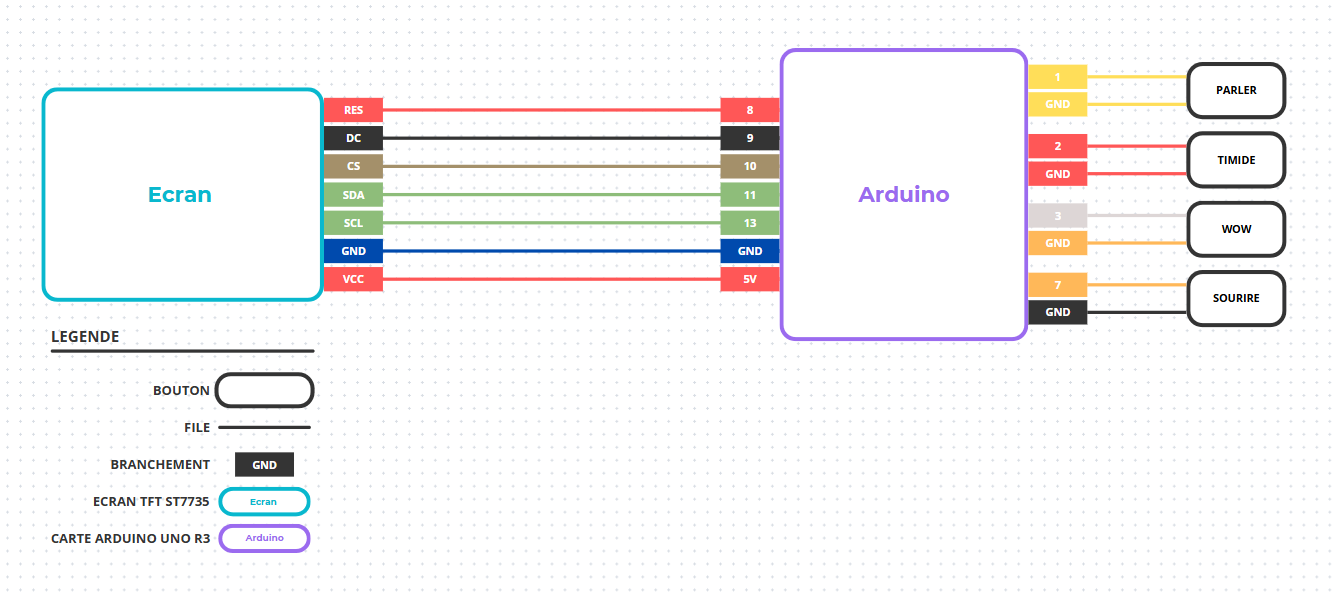 Ecran
RES
DC
CS
SDA
SCL
GND
VCC
8
9
10
11
13
GND
5V
Arduino
1
GND
2
GND
3
GND
7
GND
PARLER
TIMIDE
WOW
SOURIRE
LEGENDE
BOUTON
FILE
BRANCHEMENT GND
ECRAN TFT ST7735 Ecran
CARTE ARDUINO UNO R3 Arduino